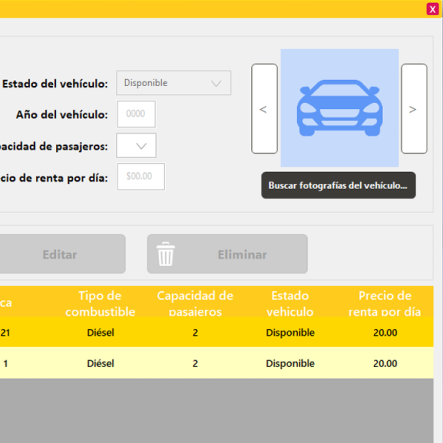 X
Estado del vehículo: Disponible
Año del vehículo: 0000
acidad de pasajeros:
cio de renta por día: $00.00
< >
Buscar fotografías del vehículo...
Editar Eliminar
ca Tipo de combustible Capacidad de pasajeros Estado vehiculo Precio de renta por día
21 Diésel 2 Disponible 20.00
1 Diésel 2 Disponible 20.00